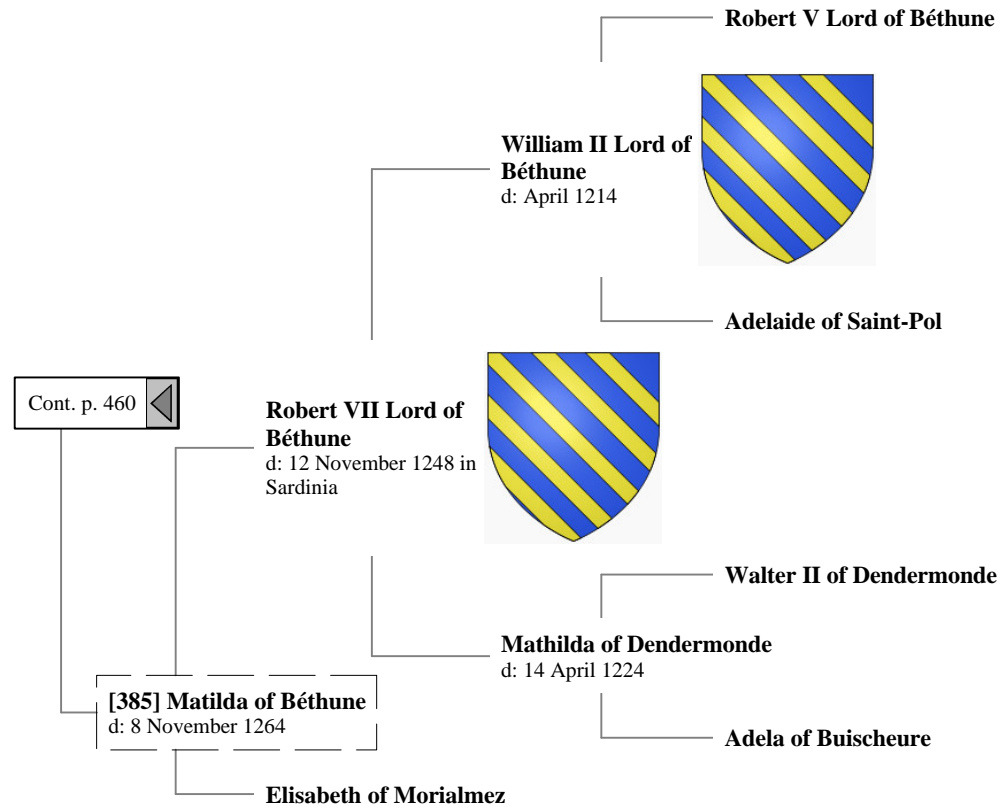 Robert V Lord of Béthune
William II Lord of
Béthune
d: April 1214
Adelaide of Saint-Pol
Cont. p. 460
Robert VII Lord of
Béthune
d: 12 November 1248 in
Sardinia
Walter II of Dendermonde
Mathilda of Dendermonde
d: 14 April 1224
[385] Matilda of Béthune
d: 8 November 1264
Adela of Buischeure
Elisabeth of Morialmez